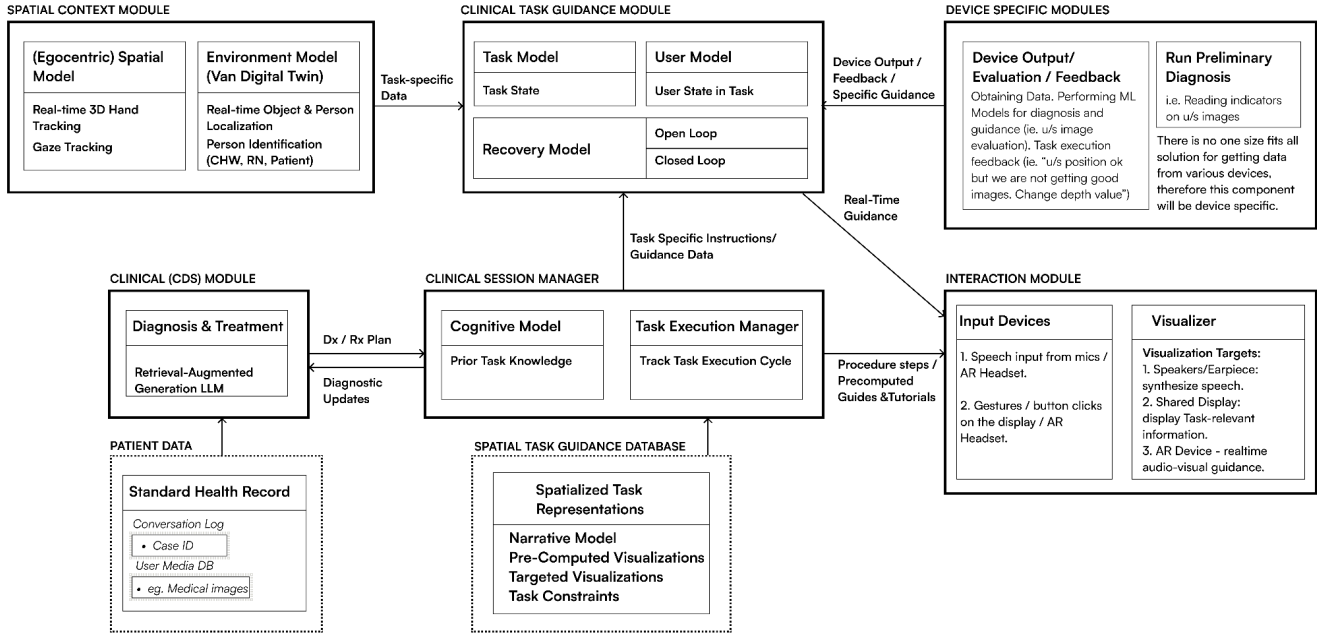 SPATIAL CONTEXT MODULE
(Egocentric) Spatial
Model
Real-time 3D Hand
Tracking
Gaze Tracking
Environment Model
(Van Digital Twin)
Real-time Object & Person
Localization
Person Identification
(CHW, RN, Patient)
Task-specific
Data
CLINICAL TASK GUIDANCE MODULE
Task Model
Task State
User Model
User State in Task
Recovery Model
Open Loop
Closed Loop
Device Output /
Feedback /
Specific Guidance
DEVICE SPECIFIC MODULES
Device Output/
Evaluation / Feedback
Obtaining Data. Performing ML
Models for diagnosis and
guidance (ie. u/s image
evaluation). Task execution
feedback (ie. “u/s position ok
but we are not getting good
images. Change depth value”)
Run Preliminary
Diagnosis
i.e. Reading indicators
on u/s images
There is no one size fits all
solution for getting data
from various devices,
therefore this component
will be device specific.
Real-Time
Guidance
Task Specific Instructions/
Guidance Data
CLINICAL (CDS) MODULE
Diagnosis & Treatment
Retrieval-Augmented
Generation LLM
Dx / Rx Plan
Diagnostic
Updates
CLINICAL SESSION MANAGER
Cognitive Model
Prior Task Knowledge
Task Execution Manager
Track Task Execution Cycle
Procedure steps /
Precomputed
Guides &Tutorials
INTERACTION MODULE
Input Devices
1. Speech input from mics /
AR Headset.
2. Gestures / button clicks
on the display / AR
Headset.
Visualizer
Visualization Targets:
1. Speakers/Earpiece:
synthesize speech.
2. Shared Display:
display Task-relevant
information.
3. AR Device - realtime
audio-visual guidance.
PATIENT DATA
Standard Health Record
Conversation Log
• Case ID
User Media DB
• eg. Medical images
SPATIAL TASK GUIDANCE DATABASE
Spatialized Task
Representations
Narrative Model
Pre-Computed Visualizations
Targeted Visualizations
Task Constraints